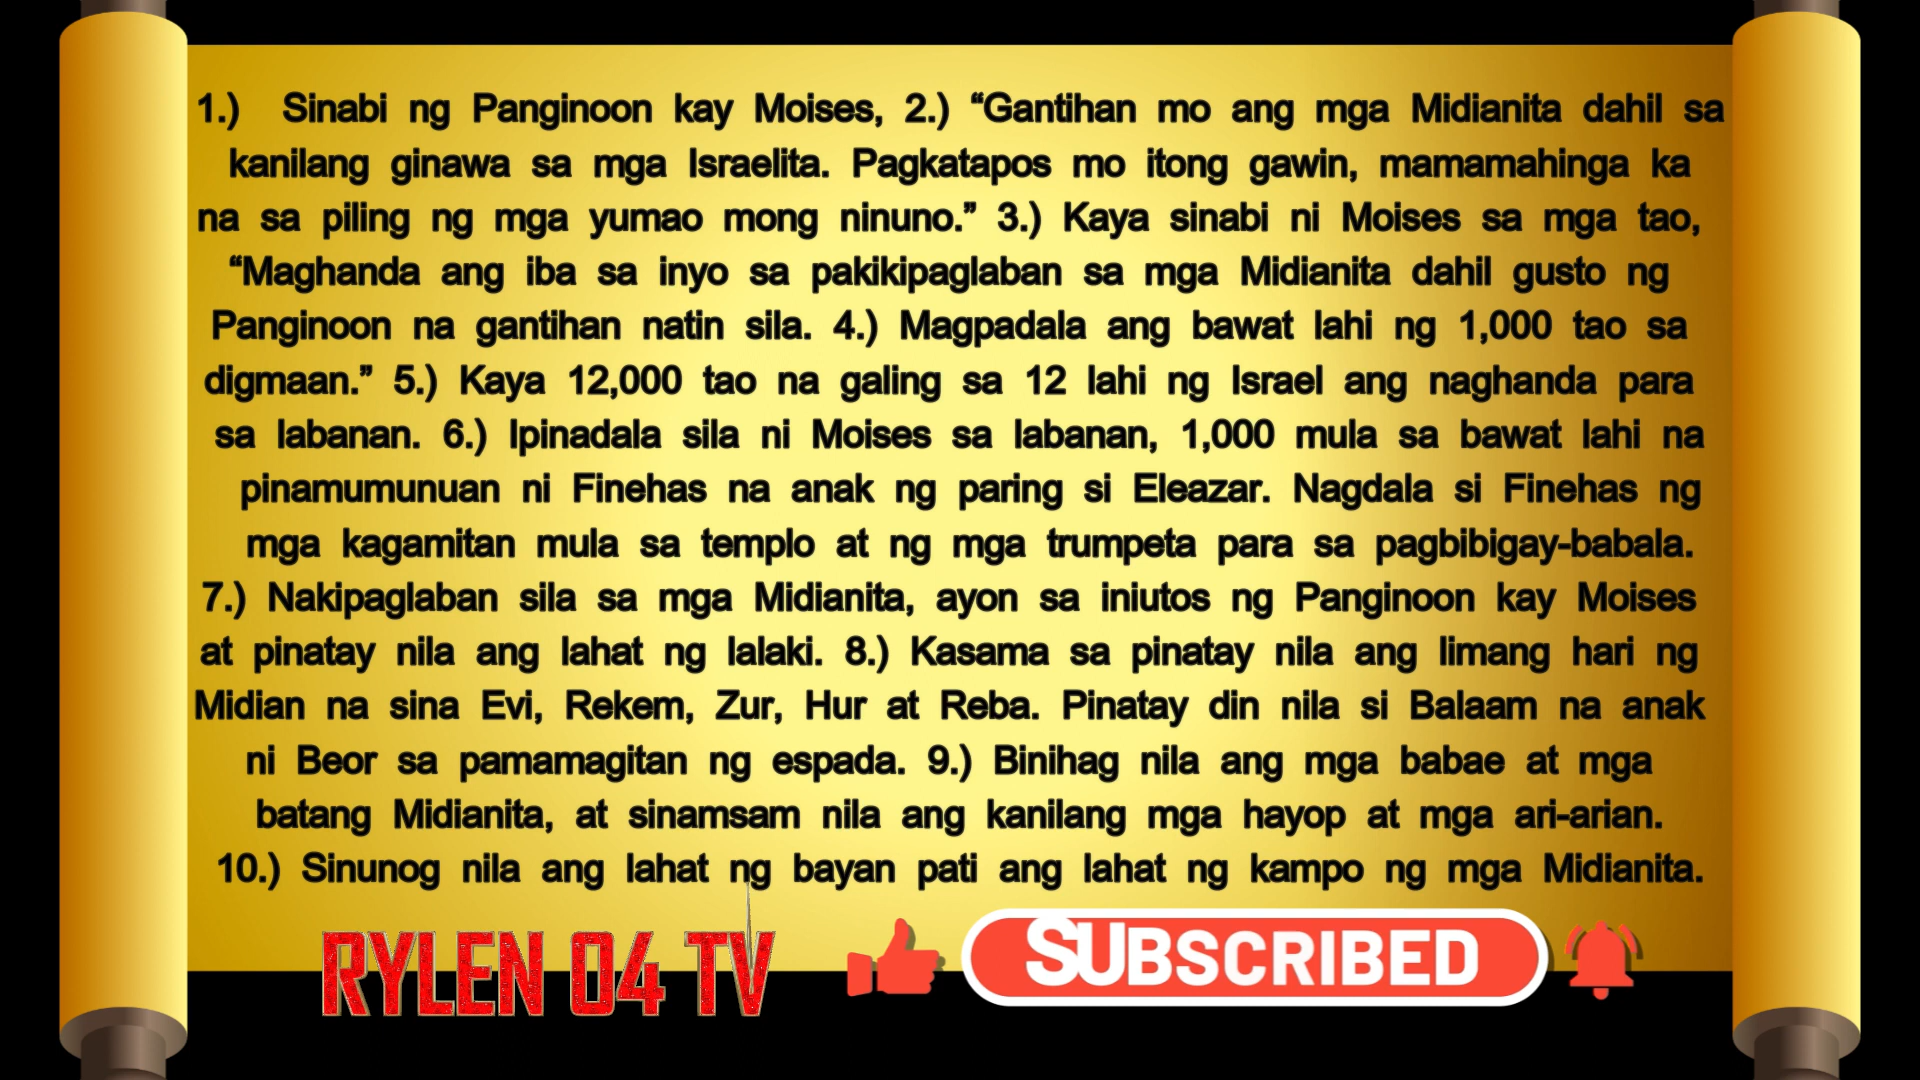 1.) Sinabi ng Panginoon kay Moises, 2.) “Gantihan mo ang mga Midianita dahil sa
kanilang ginawa sa mga Israelita. Pagkatapos mo itong gawin, mamamahinga ka
na sa piling ng mga yumao mong ninuno.” 3.) Kaya sinabi ni Moises sa mga tao,
“Maghanda ang iba sa inyo sa pakikipaglaban sa mga Midianita dahil gusto ng
Panginoon na gantihan natin sila. 4.) Magpadala ang bawat lahi ng 1,000 tao sa
digmaan.” 5.) Kaya 12,000 tao na galing sa 12 lahi ng Israel ang naghanda para
sa labanan. 6.) Ipinadala sila ni Moises sa labanan, 1,000 mula sa bawat lahi na
pinamumunuan ni Finehas na anak ng paring si Eleazar. Nagdala si Finehas ng
mga kagamitan mula sa templo at ng mga trumpeta para sa pagbibigay-babala.
7.) Nakipaglaban sila sa mga Midianita, ayon sa iniutos ng Panginoon kay Moises
at pinatay nila ang lahat ng lalaki. 8.) Kasama sa pinatay nila ang limang hari ng
Midian na sina Evi, Rekem, Zur, Hur at Reba. Pinatay din nila si Balaam na anak
ni Beor sa pamamagitan ng espada. 9.) Binihag nila ang mga babae at mga
batang Midianita, at sinamsam nila ang kanilang mga hayop at mga ari-arian.
10.) Sinunog nila ang lahat ng bayan pati ang lahat ng kampo ng mga Midianita.
RYLEN 04 TV SUBSCRIBED